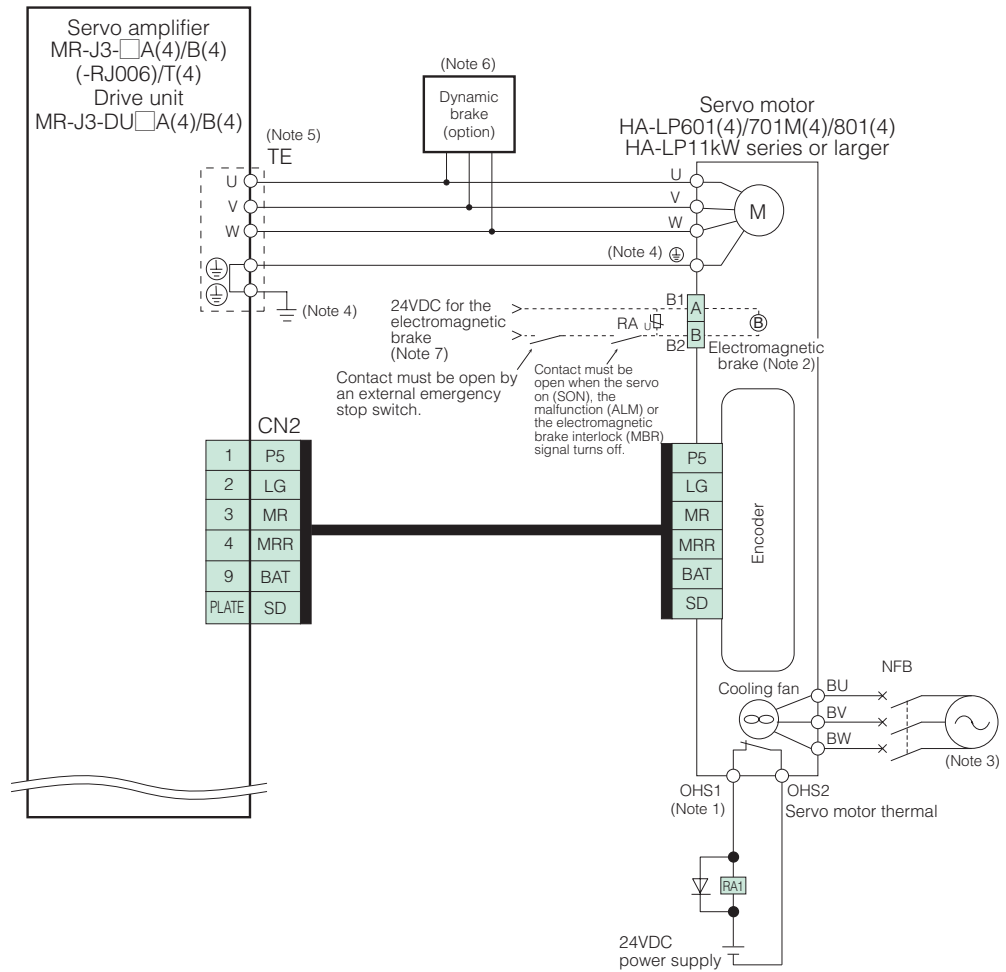 Servo amplifier
MR-J3-□A(4)/B(4)
(-RJ006)/T(4)
Drive unit
MR-J3-DU□A(4)/B(4)
(Note 5)
TE
(Note 6)
Dynamic
brake
(option)
Servo motor
HA-LP601(4)/701M(4)/801(4)
HA-LP11kW series or larger
U
V
W
U
V
W
M
(Note 4)
(Note 4)
24VDC for the
electromagnetic
brake
(Note 7)
Contact must be open by
an external emergency
stop switch.
RA
U
B1
A
B
B2
B
Electromagnetic
brake (Note 2)
Contact must be
open when the servo
on (SON), the
malfunction (ALM) or
the electromagnetic
brake interlock (MBR)
signal turns off.
CN2
1 P5
2 LG
3 MR
4 MRR
9 BAT
PLATE SD
P5
LG
MR
MRR
BAT
SD
Encoder
Cooling fan
BU
BV
BW
NFB
(Note 3)
OHS1
(Note 1)
OHS2
Servo motor thermal
RA1
24VDC
power supply